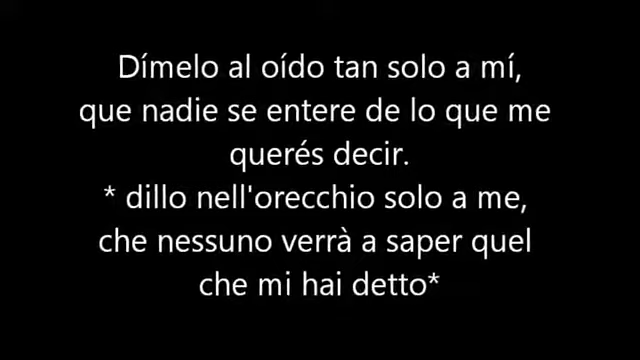 Dímelo al oído tan solo a mí,
que nadie se entere de lo que me
querés decir.
* dillo nell'orecchio solo a me,
che nessuno verrà a saper quel
che mi hai detto*